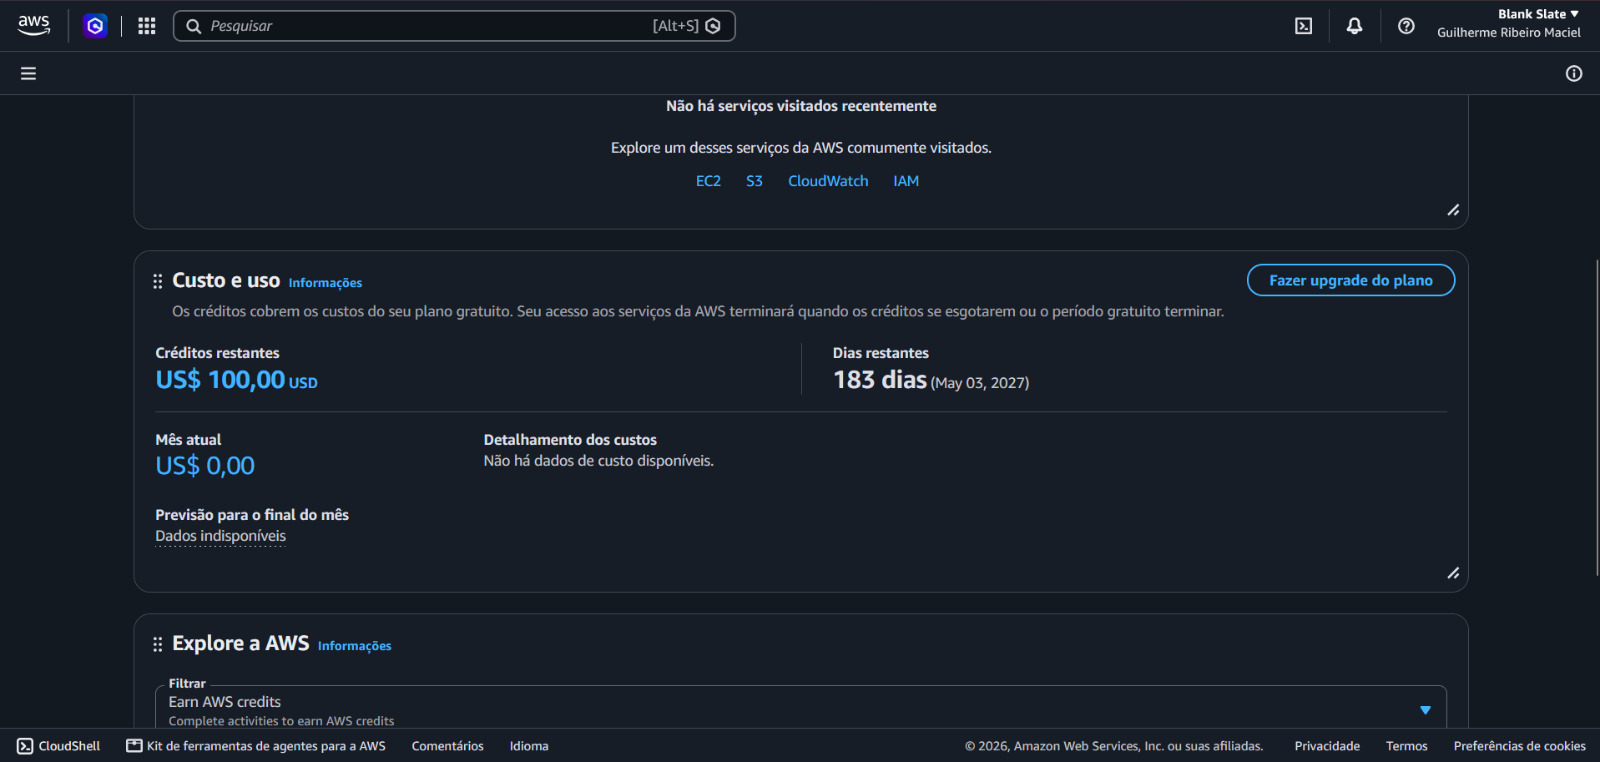 aws
Pesquisar
[Alt+S]
Blank Slate ▼
Guilherme Ribeiro Maciel
Não há serviços visitados recentemente
Explore um desses serviços da AWS comumente visitados.
EC2 S3 CloudWatch IAM
Custo e uso Informações
Fazer upgrade do plano
Os créditos cobrem os custos do seu plano gratuito. Seu acesso aos serviços da AWS terminará quando os créditos se esgotarem ou o período gratuito terminar.
Créditos restantes
US$ 100,00 USD
Dias restantes
183 dias (May 03, 2027)
Mês atual
US$ 0,00
Detalhamento dos custos
Não há dados de custo disponíveis.
Previsão para o final do mês
Dados indisponíveis
Explore a AWS Informações
Filtrar
Earn AWS credits
Complete activities to earn AWS credits
CloudShell Kit de ferramentas de agentes para a AWS Comentários Idioma © 2026, Amazon Web Services, Inc. ou suas afiliadas. Privacidade Termos Preferências de cookies